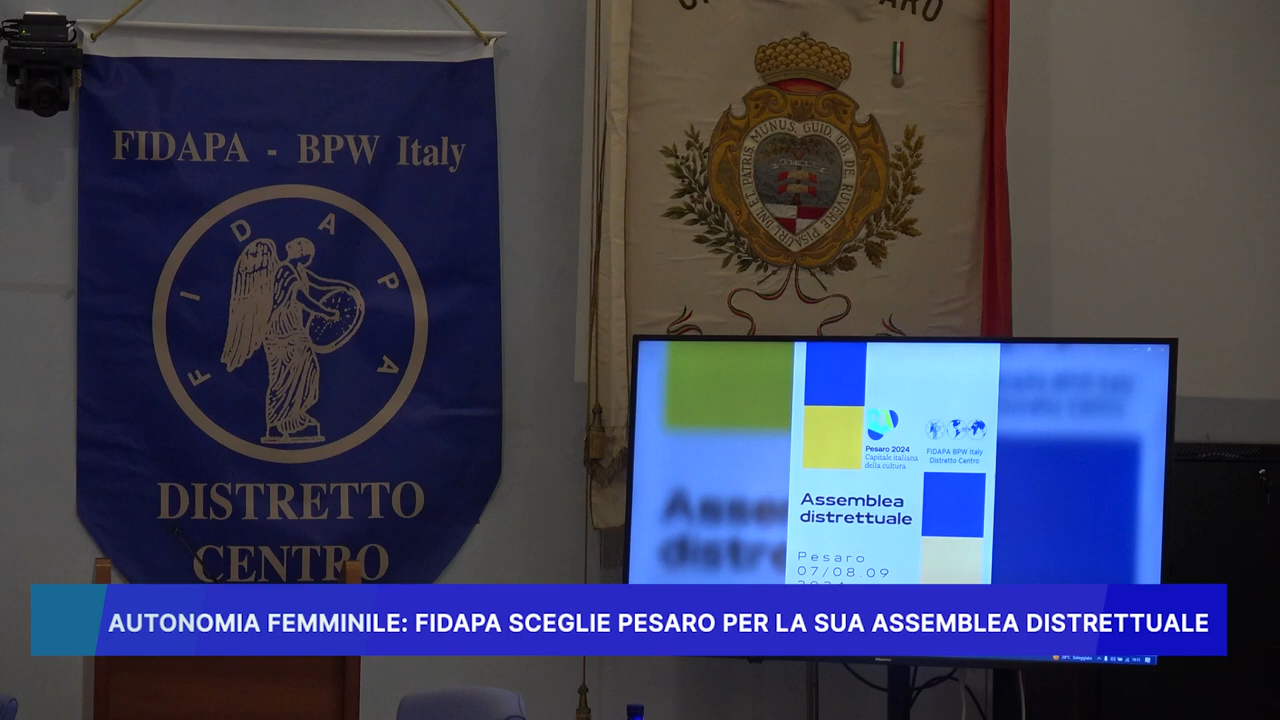 FIDAPA - BPW Italy
F I D A P A
DISTRETTO
CENTRO
MUNUS. GUID. UB. DE. RUVERE PISAURI. DNI. ET. PATRIS
Pesaro 2024
Capitale italiana
della cultura
FIDAPA BPW Italy
Distretto Centro
Assemblea
distrettuale
Pesaro
07/08.09
AUTONOMIA FEMMINILE: FIDAPA SCEGLIE PESARO PER LA SUA ASSEMBLEA DISTRETTUALE